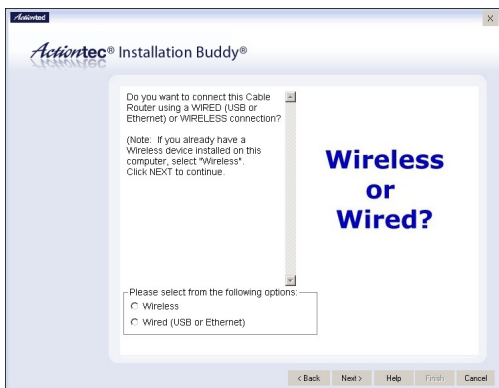 Actiontec
X
Actiontec® Installation Buddy®
Do you want to connect this Cable
Router using a WIRED (USB or
Ethernet) or WIRELESS connection?
(Note: If you already have a
Wireless device installed on this
computer, select "Wireless".
Click NEXT to continue.
Wireless
or
Wired?
Please select from the following options:
Wireless
Wired (USB or Ethernet)
< Back Next > Help Finish Cancel